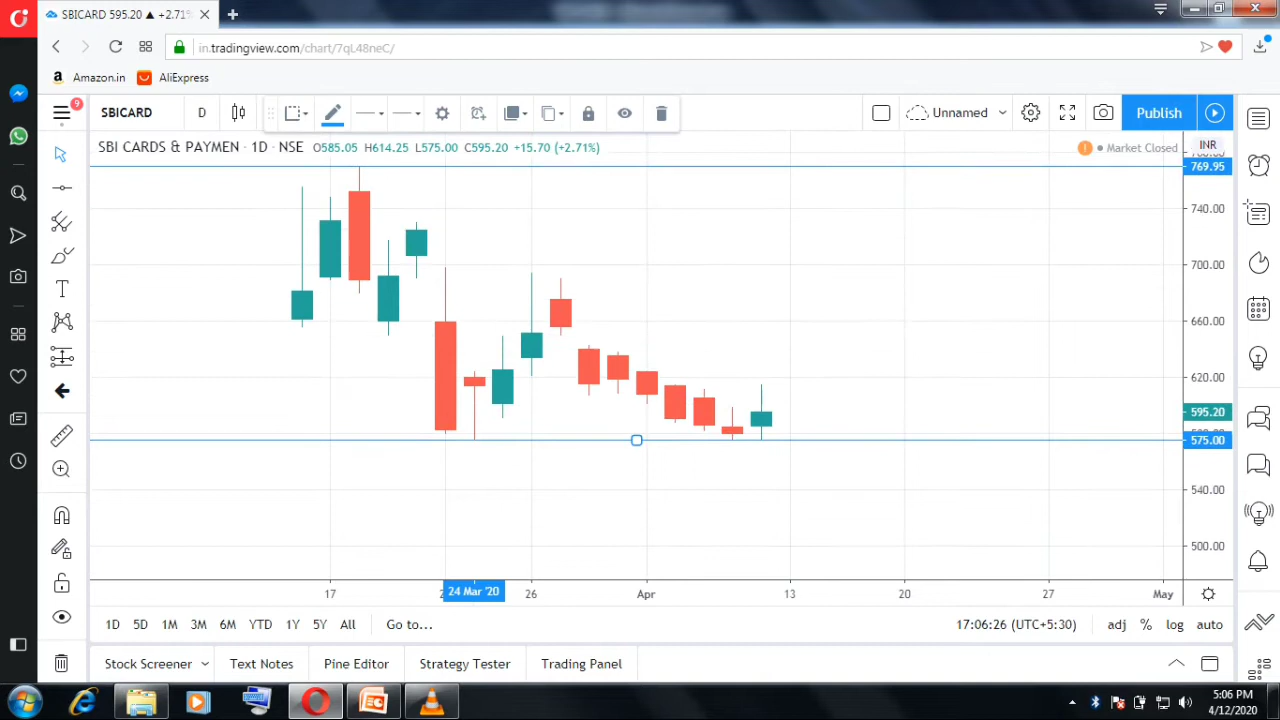 SBICARD 595.20 ▲ +2.71%
in.tradingview.com/chart/7qL48neC/
Amazon.in AliExpress
9
SBICARD D Unnamed Publish
SBI CARDS & PAYMEN · 1D · NSE O585.05 H614.25 L575.00 C595.20 +15.70 (+2.71%) Market Closed INR
769.95
740.00
700.00
660.00
620.00
595.20
575.00
540.00
500.00
17 24 Mar '20 26 Apr 13 20 27 May
1D 5D 1M 3M 6M YTD 1Y 5Y All Go to... 17:06:26 (UTC+5:30) adj % log auto
Stock Screener Text Notes Pine Editor Strategy Tester Trading Panel
5:06 PM
4/12/2020